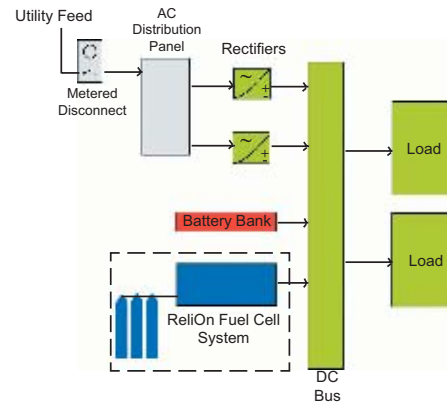 Utility Feed
AC
Distribution
Panel
Rectifiers
Metered
Disconnect
~
+
-
~
+
-
Load
Battery Bank
Load
ReliOn Fuel Cell
System
DC
Bus